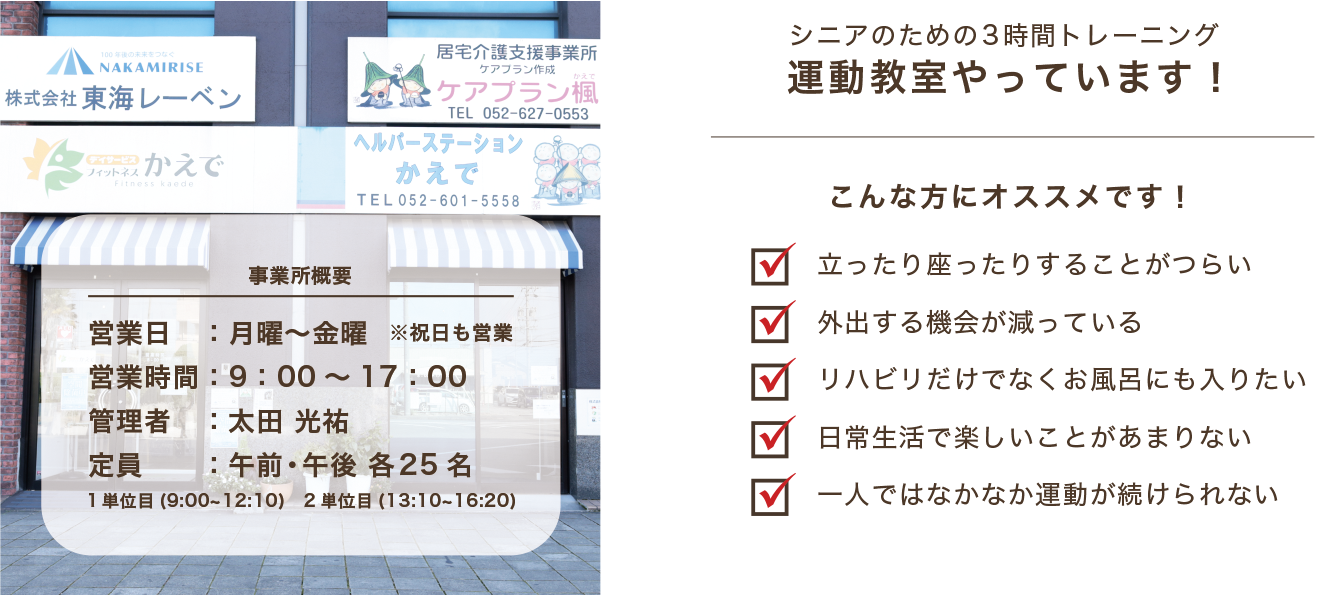 100年後の未来をつなぐ
NAKAMIRISE
株式会社 東海レーベン
居宅介護支援事業所
ケアプラン作成
かえで
ケアプラン楓
TEL 052-627-0553
デイサービス
フィットネス かえで
Fitness kaede
ヘルパーステーション
かえで
TEL 052-601-5558
事業所概要
営業日 ：月曜〜金曜 ※祝日も営業
営業時間：9：00 〜 17：00
管理者 ：太田 光祐
定員 ：午前・午後 各25 名
1単位目 (9:00~12:10) 2単位目 (13:10~16:20)
シニアのための３時間トレーニング
運動教室やっています！
こんな方にオススメです！
立ったり座ったりすることがつらい
外出する機会が減っている
リハビリだけでなくお風呂にも入りたい
日常生活で楽しいことがあまりない
一人ではなかなか運動が続けられない